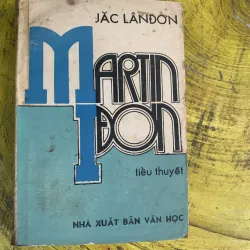 JĂC LÂNĐƠN
MARTIN
IĐƠN
tiểu thuyết
NHÀ XUẤT BẢN VĂN HỌC